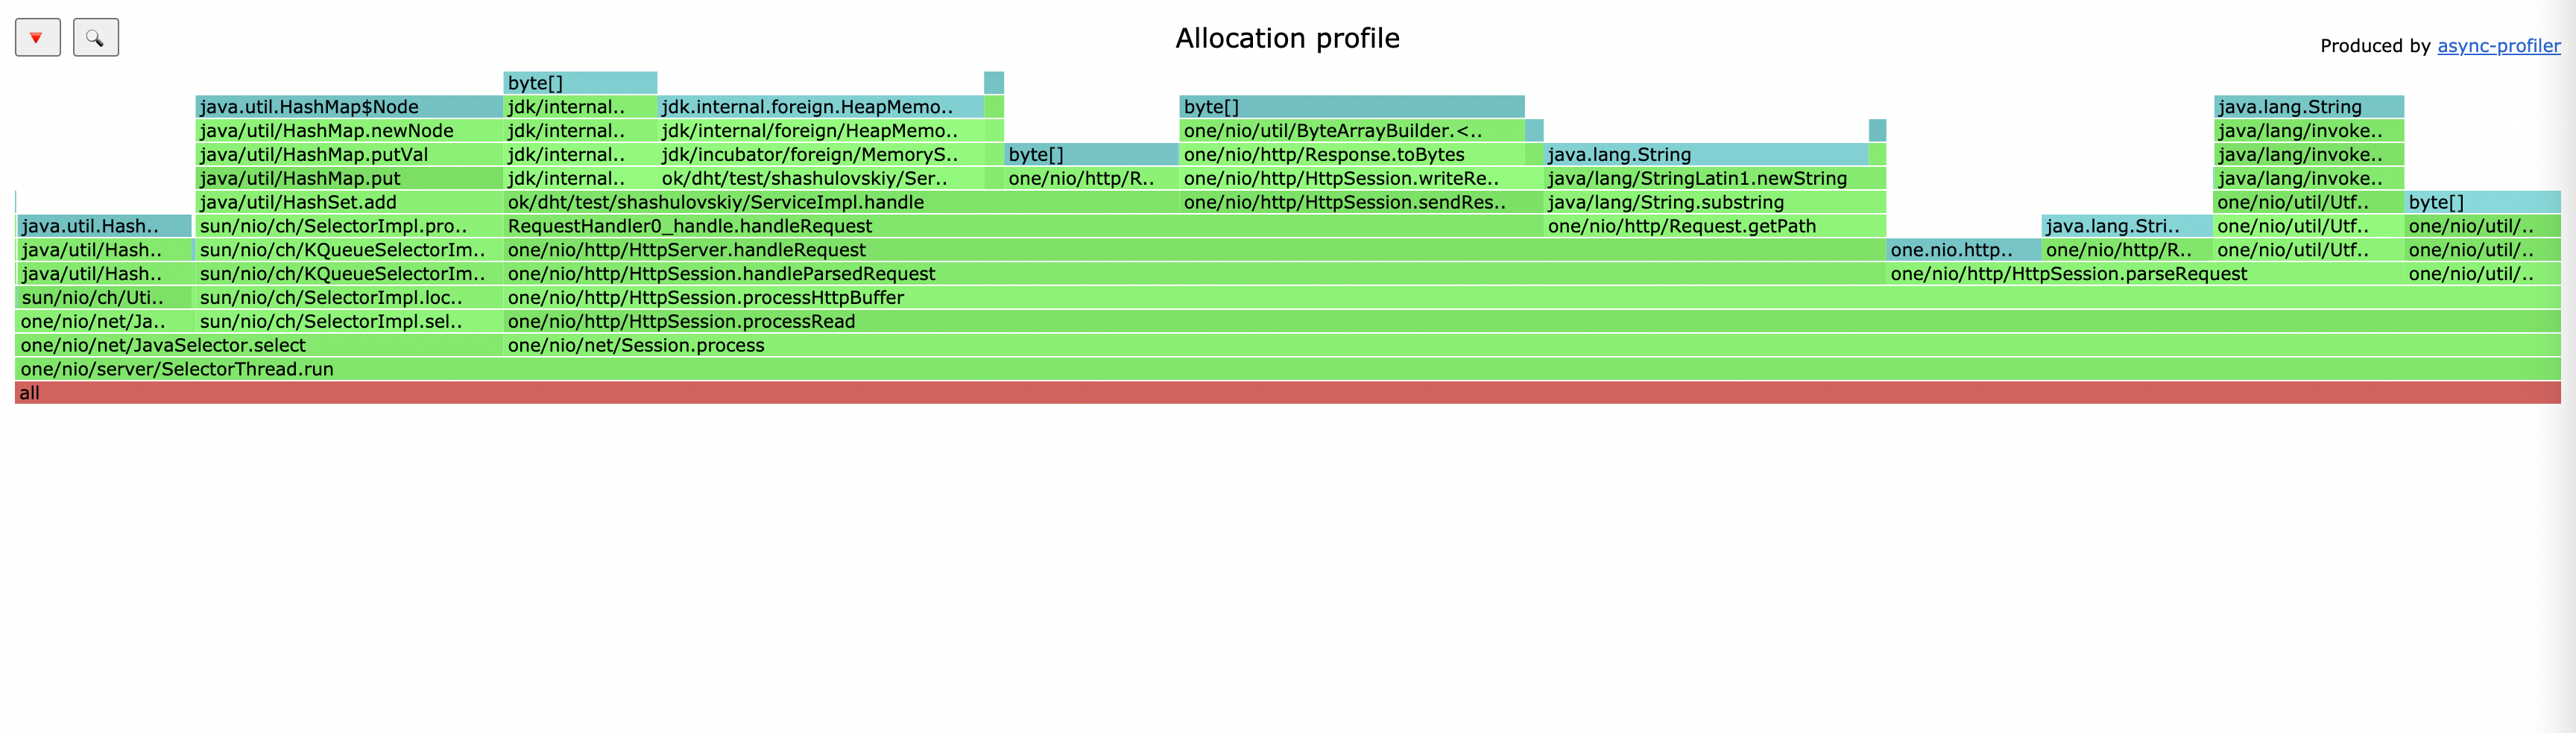 Allocation profile
Produced by async-profiler
byte[]
java.util.HashMap$Node jdk/internal.. jdk.internal.foreign.HeapMemo.. byte[] java.lang.String
java/util/HashMap.newNode jdk/internal.. jdk/internal/foreign/HeapMemo.. one/nio/util/ByteArrayBuilder.<.. java/lang/invoke..
java/util/HashMap.putVal jdk/internal.. jdk/incubator/foreign/MemoryS.. byte[] one/nio/http/Response.toBytes java.lang.String java/lang/invoke..
java/util/HashMap.put jdk/internal.. ok/dht/test/shashulovskiy/Ser.. one/nio/http/R.. one/nio/http/HttpSession.writeRe.. java/lang/StringLatin1.newString java/lang/invoke..
java/util/HashSet.add ok/dht/test/shashulovskiy/ServiceImpl.handle one/nio/http/HttpSession.sendRes.. java/lang/String.substring one/nio/util/Utf.. byte[]
java.util.Hash.. sun/nio/ch/SelectorImpl.pro.. RequestHandler0_handle.handleRequest one/nio/http/Request.getPath java.lang.Stri.. one/nio/util/Utf.. one/nio/util/..
java/util/Hash.. sun/nio/ch/KQueueSelectorIm.. one/nio/http/HttpServer.handleRequest one.nio.http.. one/nio/http/R.. one/nio/util/Utf.. one/nio/util/..
java/util/Hash.. sun/nio/ch/KQueueSelectorIm.. one/nio/http/HttpSession.handleParsedRequest one/nio/http/HttpSession.parseRequest one/nio/util/..
sun/nio/ch/Uti.. sun/nio/ch/SelectorImpl.loc.. one/nio/http/HttpSession.processHttpBuffer
one/nio/net/Ja.. sun/nio/ch/SelectorImpl.sel.. one/nio/http/HttpSession.processRead
one/nio/net/JavaSelector.select one/nio/net/Session.process
one/nio/server/SelectorThread.run
all